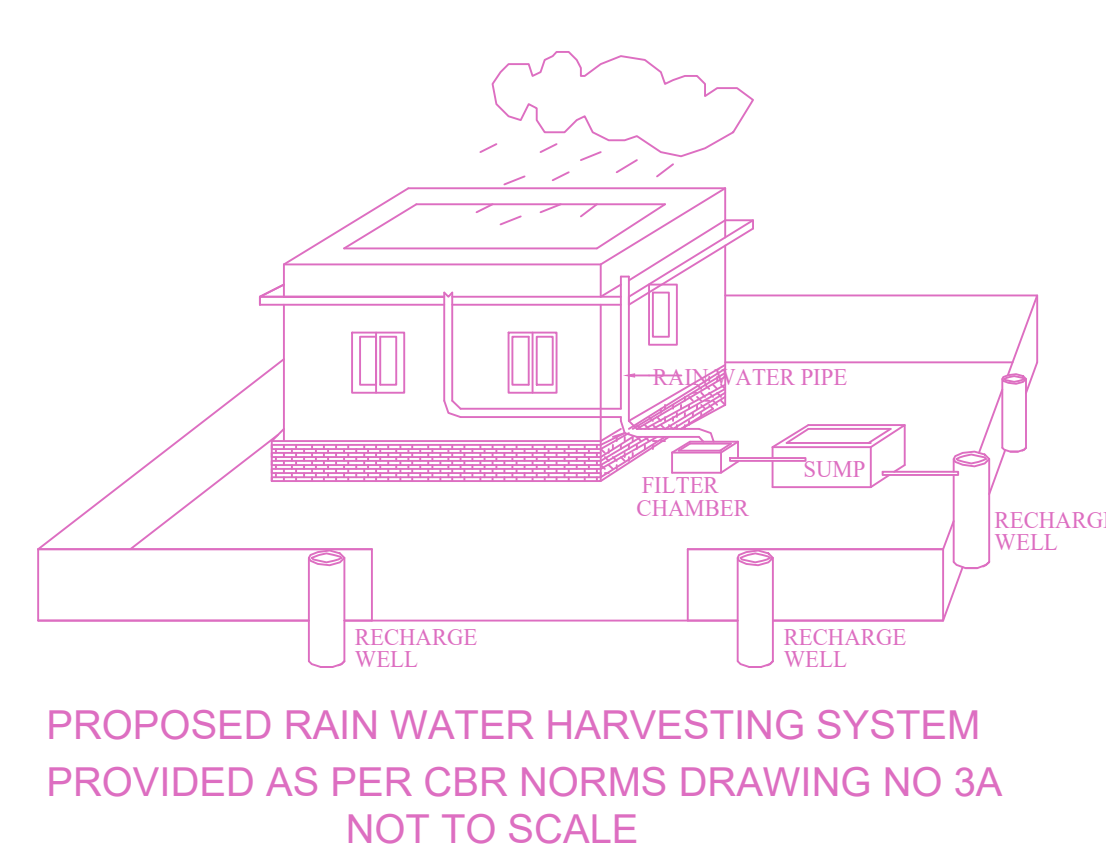 RAIN WATER PIPE
SUMP
FILTER
CHAMBER
RECHARGE
WELL
RECHARGE
WELL
RECHARGE
WELL
PROPOSED RAIN WATER HARVESTING SYSTEM
PROVIDED AS PER CBR NORMS DRAWING NO 3A
NOT TO SCALE